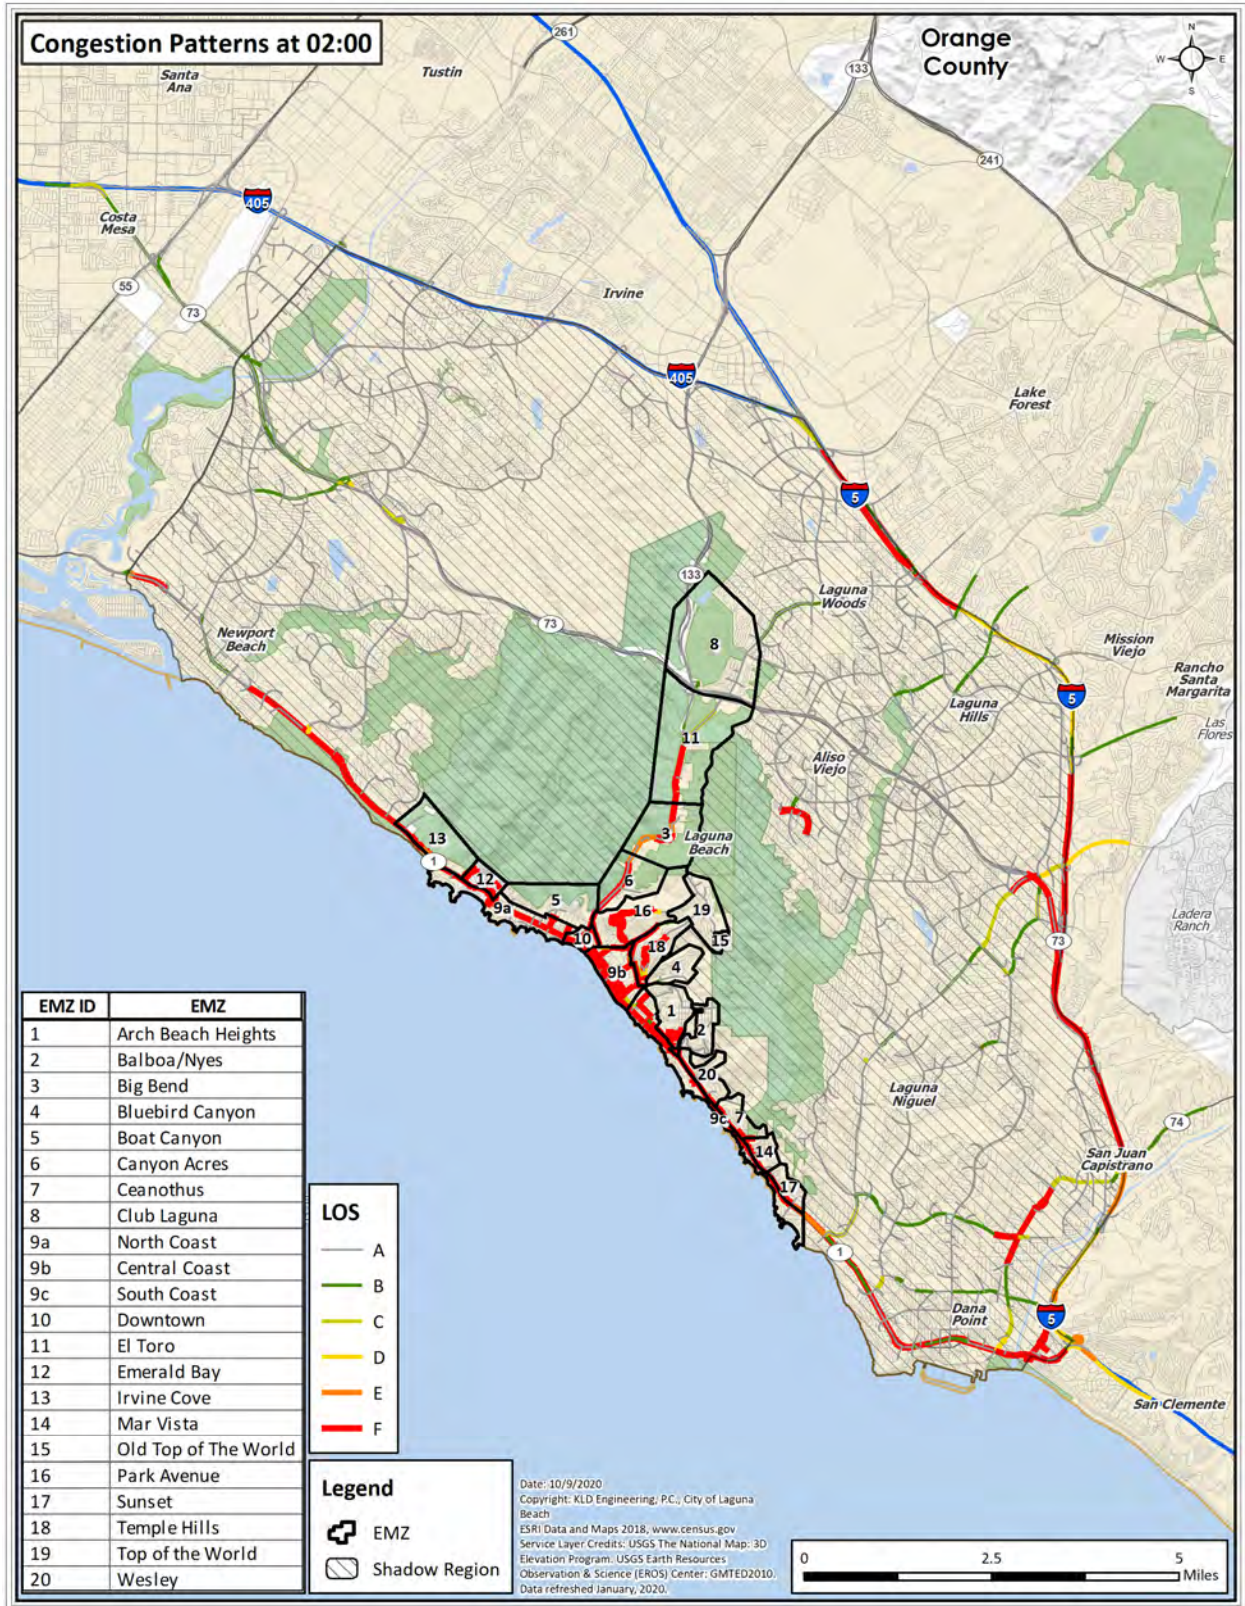 Congestion Patterns at 02:00
Orange
County
N
W
E
S
261
133
241
Santa
Ana
Tustin
405
Costa
Mesa
55
73
Irvine
405
Lake
Forest
5
133
Laguna
Woods
Newport
Beach
73
8
Mission
Viejo
Rancho
Santa
Margarita
Las
Flores
5
Laguna
Hills
11
Aliso
Viejo
13
1
3
Laguna
Beach
12
6
5
9a
16
19
10
18
15
4
9b
73
Ladera
Ranch
1
2
20
Laguna
Niguel
9c
7
14
74
San Juan
Capistrano
17
1
Dana
Point
5
San Clemente
EMZ ID EMZ
1 Arch Beach Heights
2 Balboa/Nyes
3 Big Bend
4 Bluebird Canyon
5 Boat Canyon
6 Canyon Acres
7 Ceanothus
8 Club Laguna
9a North Coast
9b Central Coast
9c South Coast
10 Downtown
11 El Toro
12 Emerald Bay
13 Irvine Cove
14 Mar Vista
15 Old Top of The World
16 Park Avenue
17 Sunset
18 Temple Hills
19 Top of the World
20 Wesley
LOS
A
B
C
D
E
F
Legend
EMZ
Shadow Region
Date: 10/9/2020
Copyright: KLD Engineering, P.C., City of Laguna
Beach
ESRI Data and Maps 2018, www.census.gov
Service Layer Credits: USGS The National Map: 3D
Elevation Program. USGS Earth Resources
Observation & Science (EROS) Center: GMTED2010.
Data refreshed January, 2020.
0 2.5 5
Miles